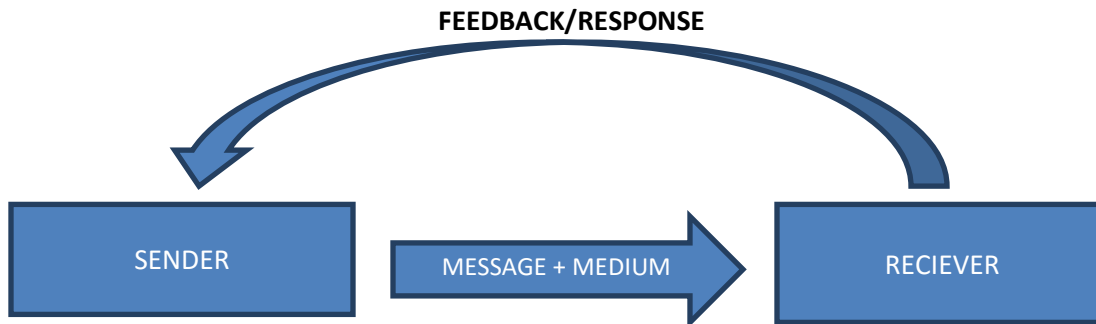 FEEDBACK/RESPONSE
SENDER
MESSAGE + MEDIUM
RECIEVER